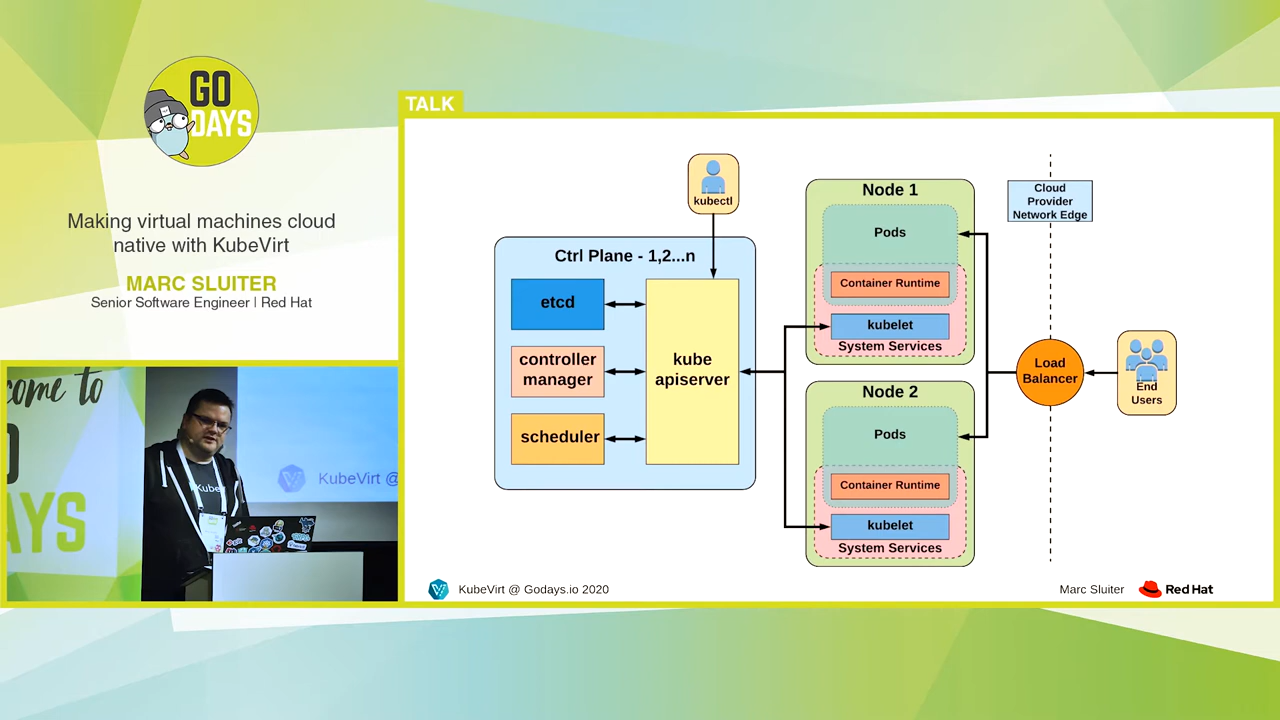 GO
DAYS
Making virtual machines cloud
native with KubeVirt
MARC SLUITER
Senior Software Engineer | Red Hat
TALK
kubectl
Ctrl Plane - 1,2...n
etcd
controller
manager
scheduler
kube
apiserver
Node 1
Pods
Container Runtime
kubelet
System Services
Node 2
Pods
Container Runtime
kubelet
System Services
Cloud
Provider
Network Edge
Load
Balancer
End
Users
KubeVirt @ Godays.io 2020
Marc Sluiter
Red Hat
come to
AYS
KubeVirt @